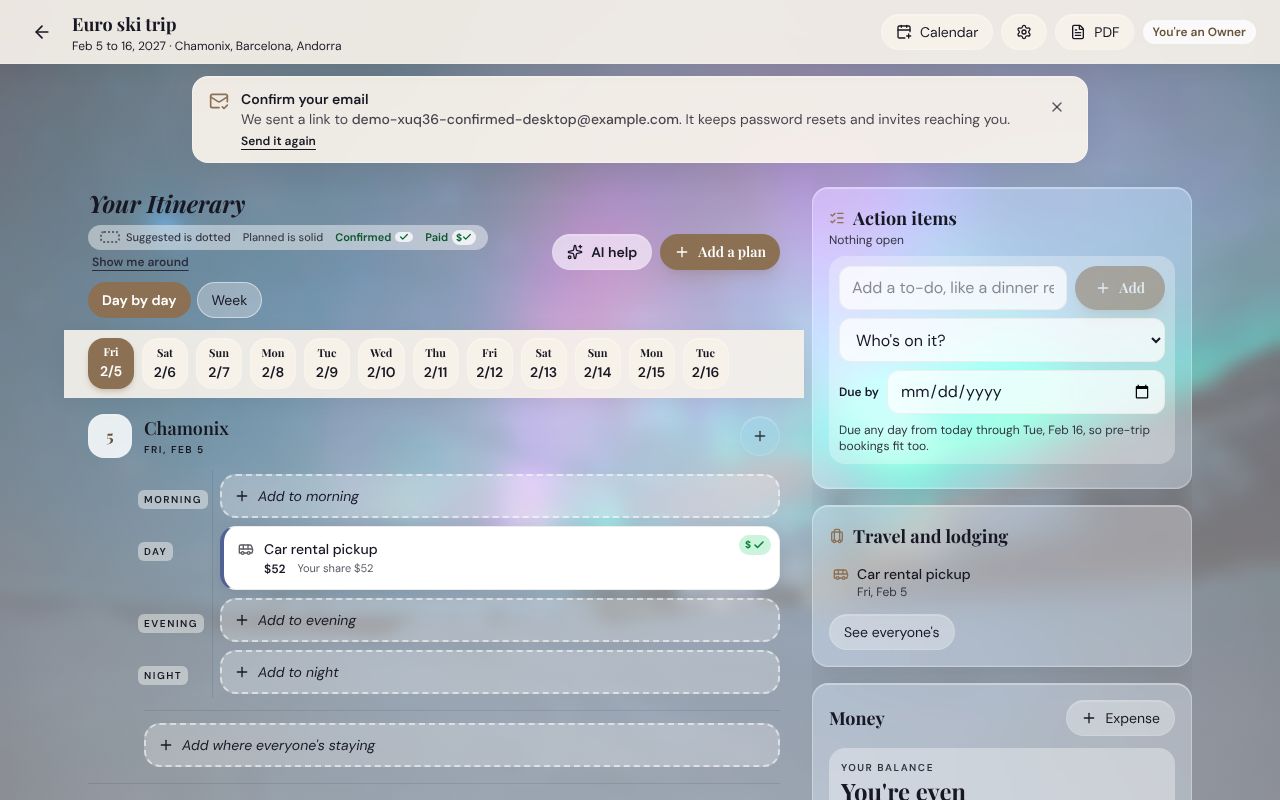 Euro ski trip
Feb 5 to 16, 2027 · Chamonix, Barcelona, Andorra
Calendar
PDF
You're an Owner
Confirm your email
We sent a link to demo-xuq36-confirmed-desktop@example.com. It keeps password resets and invites reaching you.
Send it again
Your Itinerary
Suggested is dotted Planned is solid Confirmed Paid $
Show me around
AI help
Add a plan
Day by day
Week
Fri 2/5
Sat 2/6
Sun 2/7
Mon 2/8
Tue 2/9
Wed 2/10
Thu 2/11
Fri 2/12
Sat 2/13
Sun 2/14
Mon 2/15
Tue 2/16
5
Chamonix
FRI, FEB 5
MORNING
Add to morning
DAY
Car rental pickup
$52 Your share $52
$
EVENING
Add to evening
NIGHT
Add to night
Add where everyone's staying
Action items
Nothing open
Add a to-do, like a dinner re
Add
Who's on it?
Due by
mm/dd/yyyy
Due any day from today through Tue, Feb 16, so pre-trip
bookings fit too.
Travel and lodging
Car rental pickup
Fri, Feb 5
See everyone's
Money
Expense
YOUR BALANCE
You're even